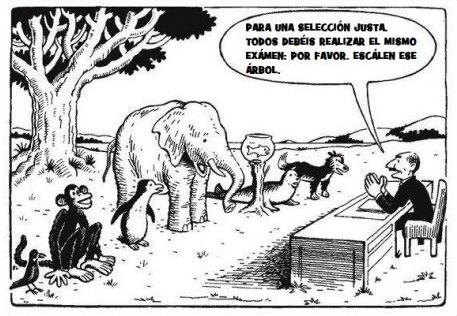 PARA UNA SELECCIÓN JUSTA.
TODOS DEBÉIS REALIZAR EL MISMO
EXÁMEN: POR FAVOR. ESCÁLEN ESE
ÁRBOL.